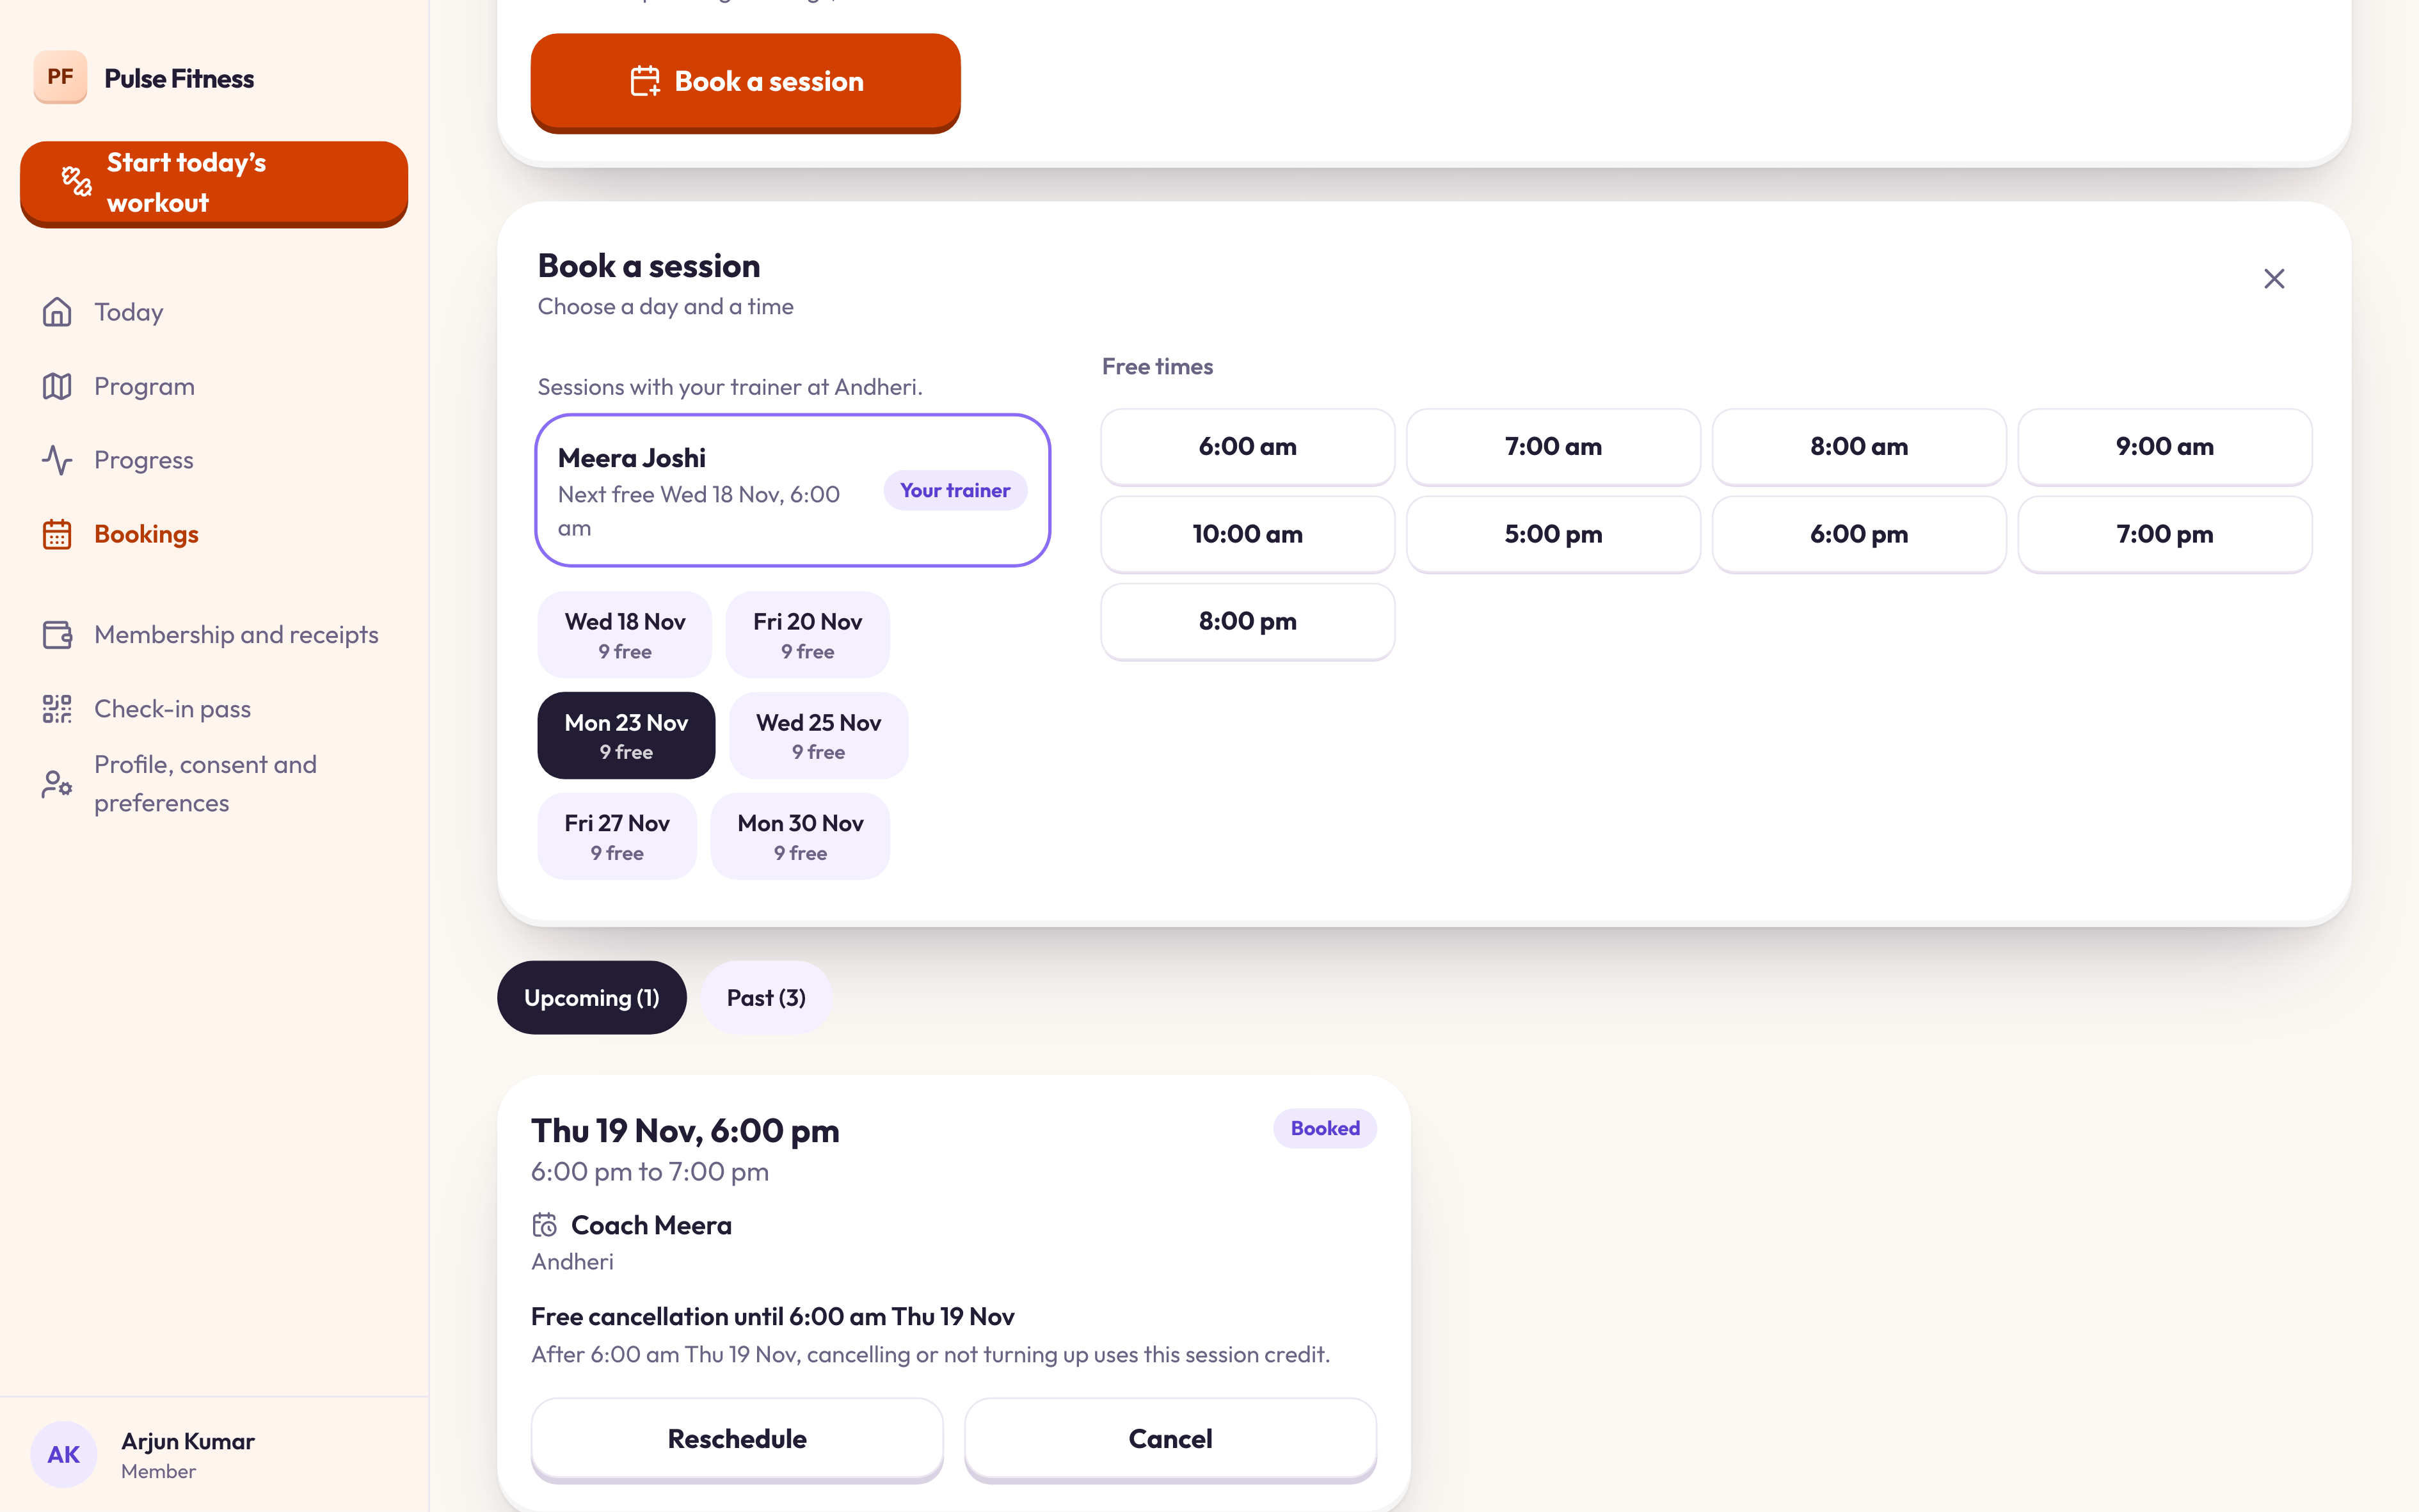 PF
Pulse Fitness
Start today's
workout
Today
Program
Progress
Bookings
Membership and receipts
Check-in pass
Profile, consent and
preferences
AK
Arjun Kumar
Member
Book a session
Book a session
Choose a day and a time
Sessions with your trainer at Andheri.
Meera Joshi
Next free Wed 18 Nov, 6:00
am
Your trainer
Wed 18 Nov
9 free
Fri 20 Nov
9 free
Mon 23 Nov
9 free
Wed 25 Nov
9 free
Fri 27 Nov
9 free
Mon 30 Nov
9 free
Free times
6:00 am
7:00 am
8:00 am
9:00 am
10:00 am
5:00 pm
6:00 pm
7:00 pm
8:00 pm
Upcoming (1)
Past (3)
Thu 19 Nov, 6:00 pm
Booked
6:00 pm to 7:00 pm
Coach Meera
Andheri
Free cancellation until 6:00 am Thu 19 Nov
After 6:00 am Thu 19 Nov, cancelling or not turning up uses this session credit.
Reschedule
Cancel